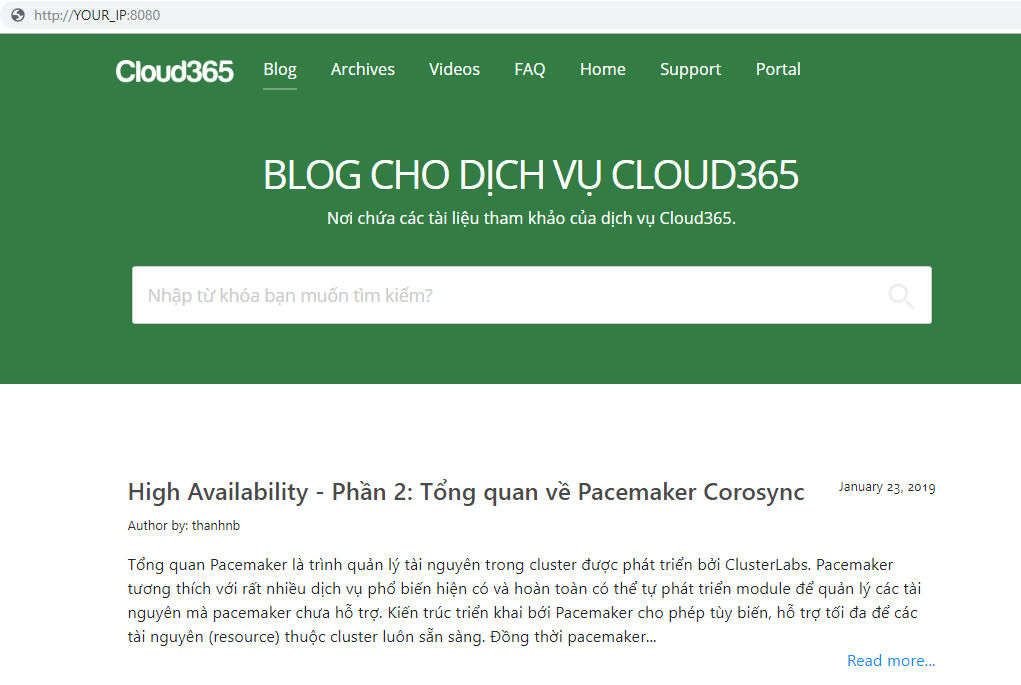 http://YOUR_IP:8080
Cloud365 Blog Archives Videos FAQ Home Support Portal
BLOG CHO DỊCH VỤ CLOUD365
Nơi chứa các tài liệu tham khảo của dịch vụ Cloud365.
Nhập từ khóa bạn muốn tìm kiếm?
High Availability - Phần 2: Tổng quan về Pacemaker Corosync
January 23, 2019
Author by: thanhnb
Tổng quan Pacemaker là trình quản lý tài nguyên trong cluster được phát triển bởi ClusterLabs. Pacemaker
tương thích với rất nhiều dịch vụ phổ biến hiện có và hoàn toàn có thể tự phát triển module để quản lý các tài
nguyên mà pacemaker chưa hỗ trợ. Kiến trúc triển khai bới Pacemaker cho phép tùy biến, hỗ trợ tối đa để các
tài nguyên (resource) thuộc cluster luôn sẵn sàng. Đồng thời pacemaker...
Read more...